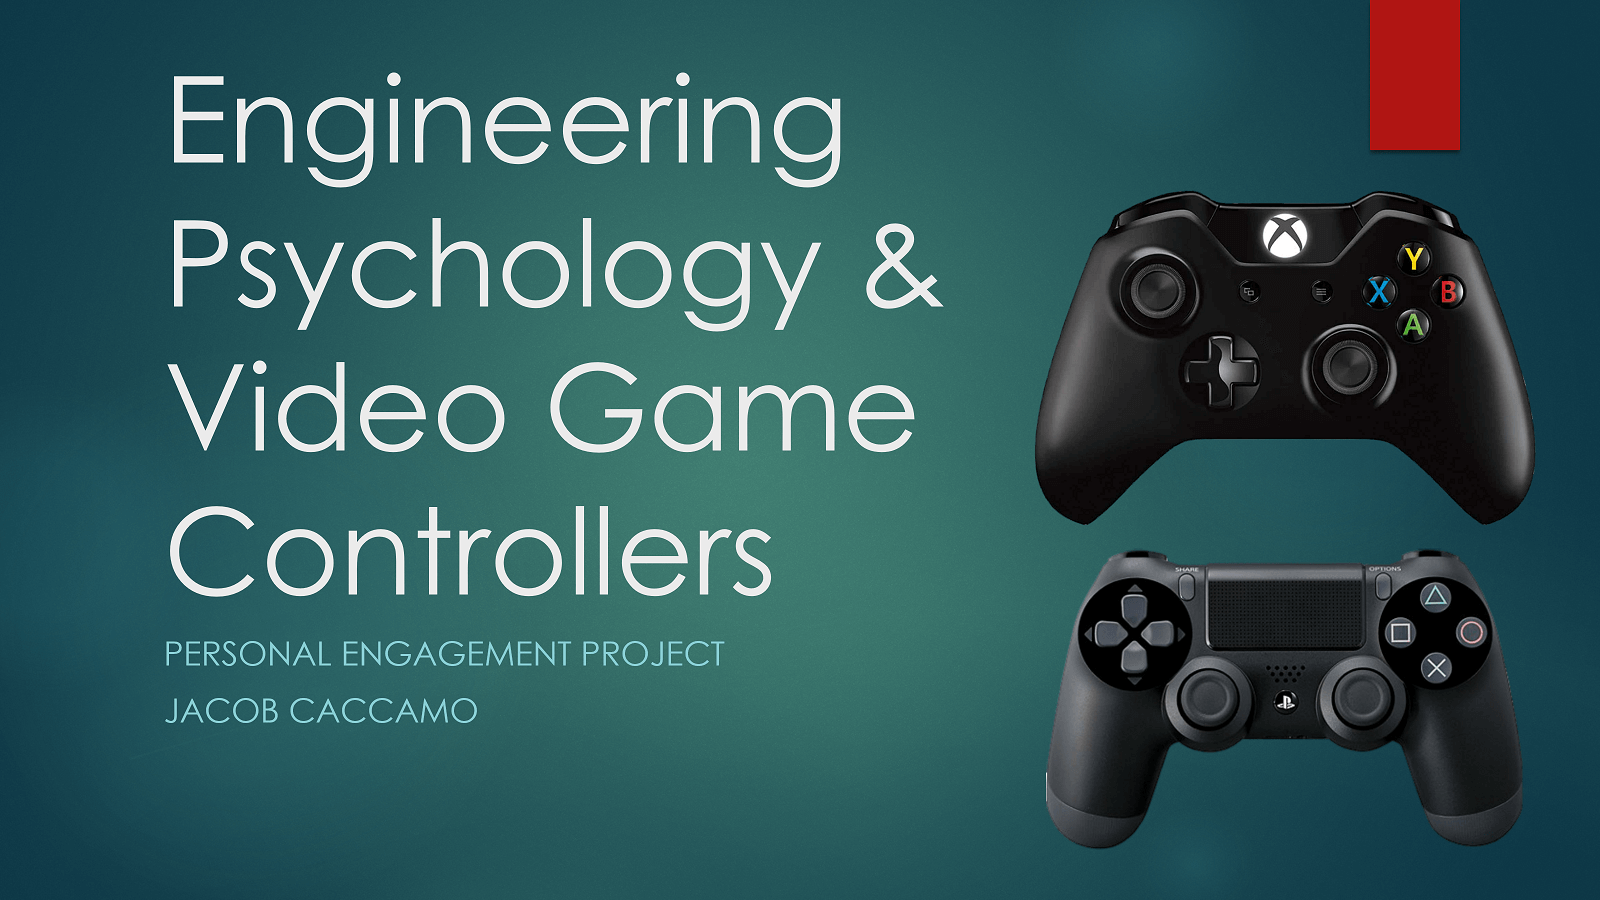 Engineering
Psychology &
Video Game
Controllers
PERSONAL ENGAGEMENT PROJECT
JACOB CACCAMO
Y
X B
A
SHARE OPTIONS